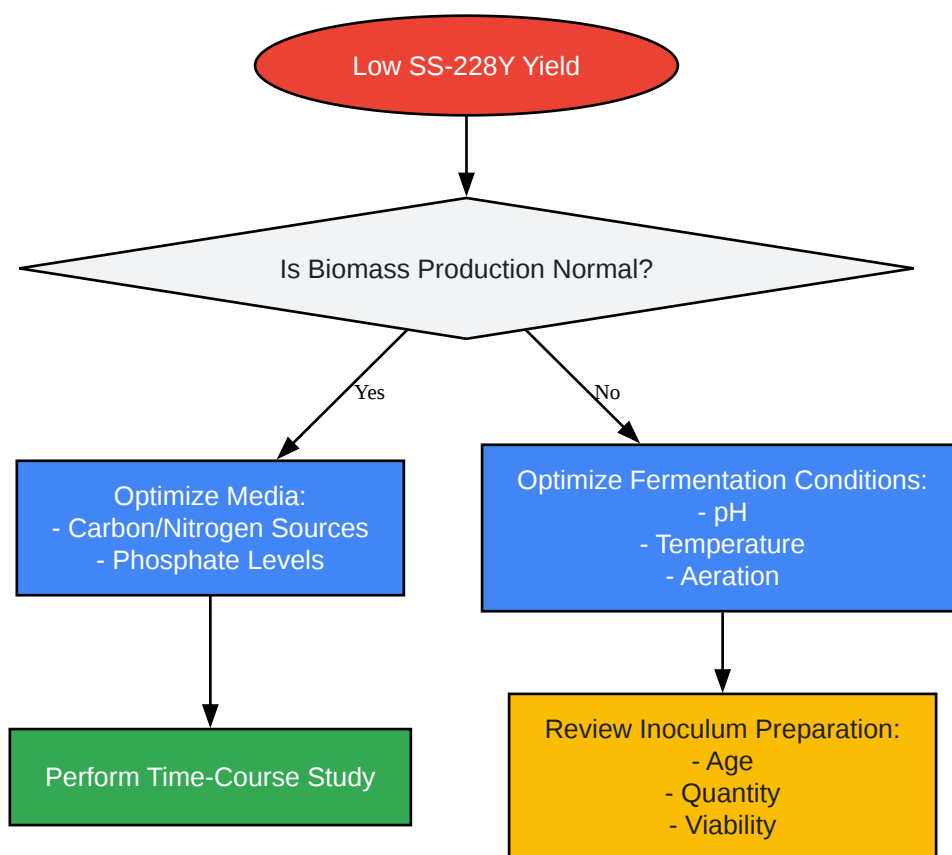 Low SS-228Y Yield
Is Biomass Production Normal?
Yes
No
Optimize Media:
- Carbon/Nitrogen Sources
- Phosphate Levels
Optimize Fermentation Conditions:
- pH
- Temperature
- Aeration
Perform Time-Course Study
Review Inoculum Preparation:
- Age
- Quantity
- Viability